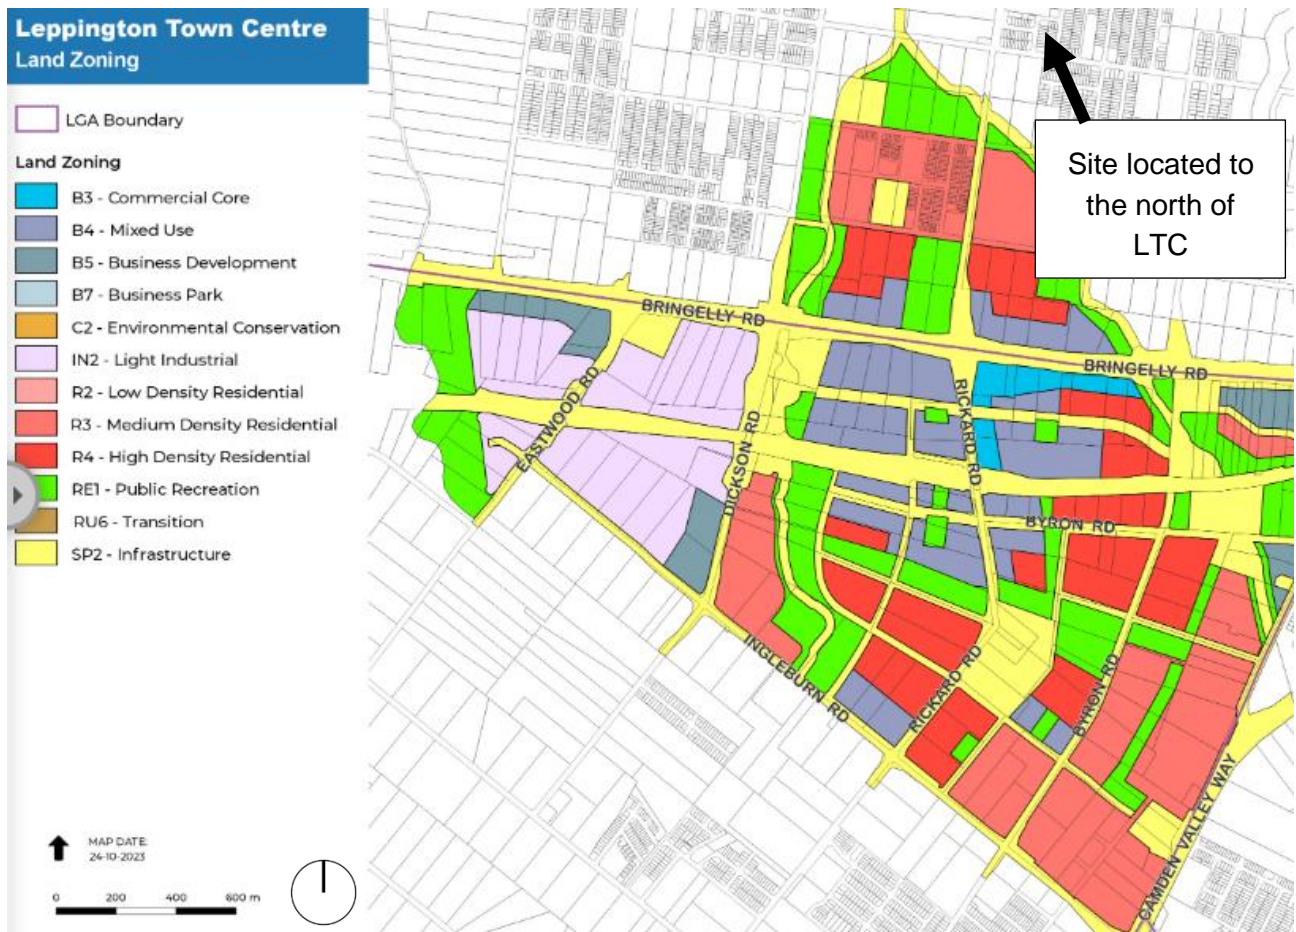 Leppington Town Centre
Land Zoning
LGA Boundary
Land Zoning
B3 - Commercial Core
B4 - Mixed Use
B5 - Business Development
B7 - Business Park
C2 - Environmental Conservation
IN2 - Light Industrial
R2 - Low Density Residential
R3 - Medium Density Residential
R4 - High Density Residential
RE1 - Public Recreation
RU6 - Transition
SP2 - Infrastructure
MAP DATE:
24-10-2023
0 200 400 600 m
Site located to
the north of
LTC
BRINGELLY RD
BRINGELLY RD
EASTWOOD RD
DICKSON RD
RICKARD RD
BYRON RD
INGLEBURN RD
RICKARD RD
BYRON RD
CAMDEN VALLEY WAY